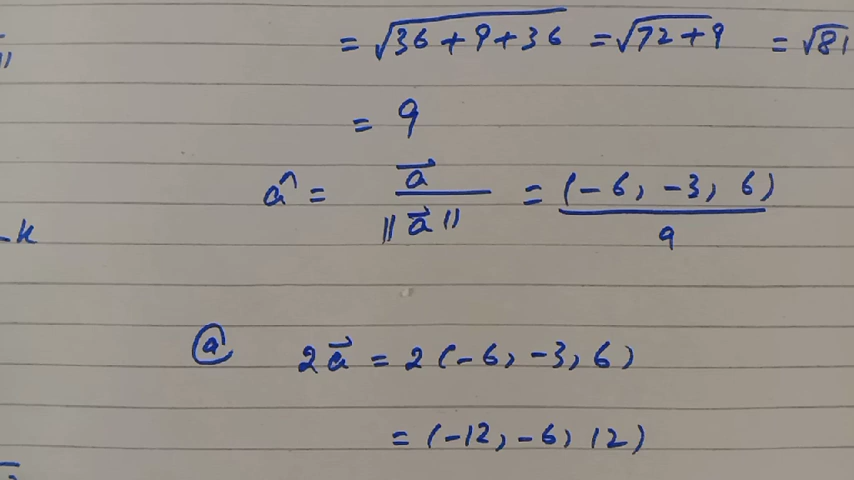 = √36+9+36 = √72+9 = √81
= 9
â = a⃗ / ||a⃗|| = (-6, -3, 6) / 9
-k
ⓐ 2a⃗ = 2(-6, -3, 6)
= (-12, -6, 12)